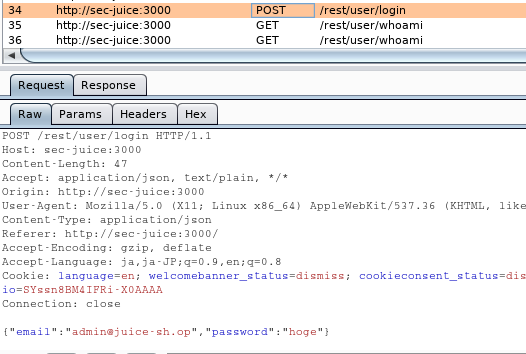 34 http://sec-juice:3000 POST /rest/user/login
35 http://sec-juice:3000 GET /rest/user/whoami
36 http://sec-juice:3000 GET /rest/user/whoami
Request Response
Raw Params Headers Hex
POST /rest/user/login HTTP/1.1
Host: sec-juice:3000
Content-Length: 47
Accept: application/json, text/plain, */*
Origin: http://sec-juice:3000
User-Agent: Mozilla/5.0 (X11; Linux x86_64) AppleWebKit/537.36 (KHTML, like
Content-Type: application/json
Referer: http://sec-juice:3000/
Accept-Encoding: gzip, deflate
Accept-Language: ja,ja-JP;q=0.9,en;q=0.8
Cookie: language=en; welcomebanner_status=dismiss; cookieconsent_status=dis
io=SYssn8BM4IFRi-X0AAAA
Connection: close
{"email":"admin@juice-sh.op","password":"hoge"}